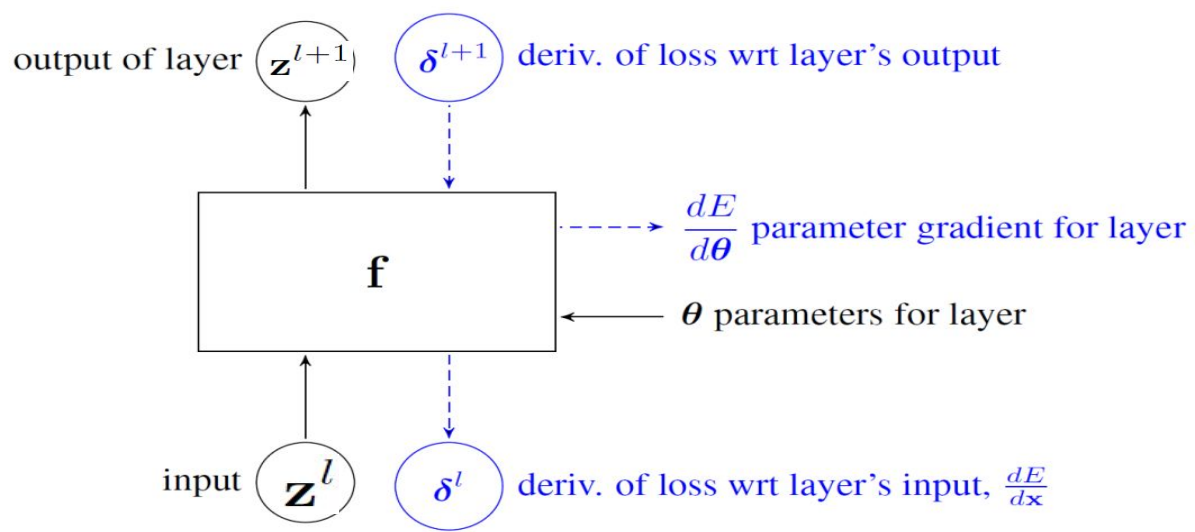 output of layer z^{l+1} δ^{l+1} deriv. of loss wrt layer's output
dE/dθ parameter gradient for layer
f
θ parameters for layer
input z^l δ^l deriv. of loss wrt layer's input, dE/dx